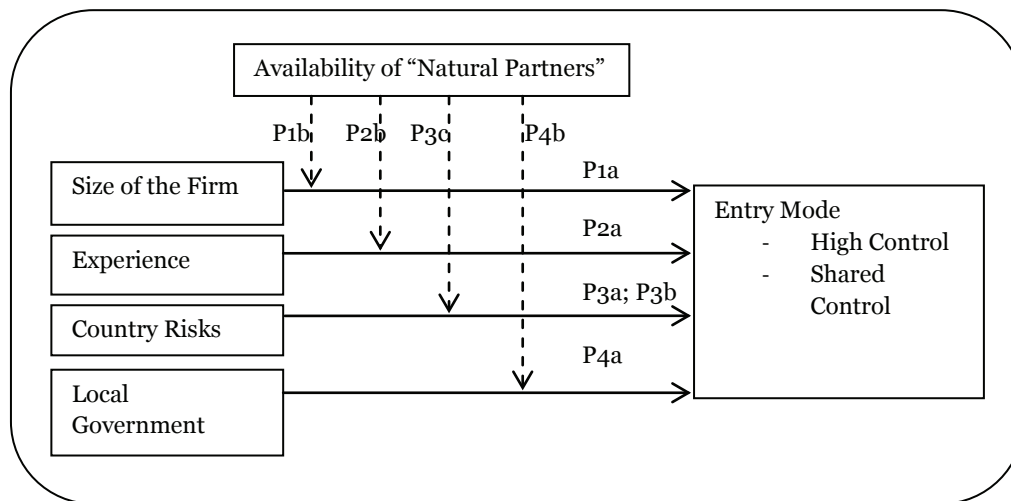 Availability of “Natural Partners”
P1b P2b P3c P4b
P1a
Size of the Firm
Entry Mode
- High Control
- Shared
Control
P2a
Experience
P3a; P3b
Country Risks
P4a
Local
Government